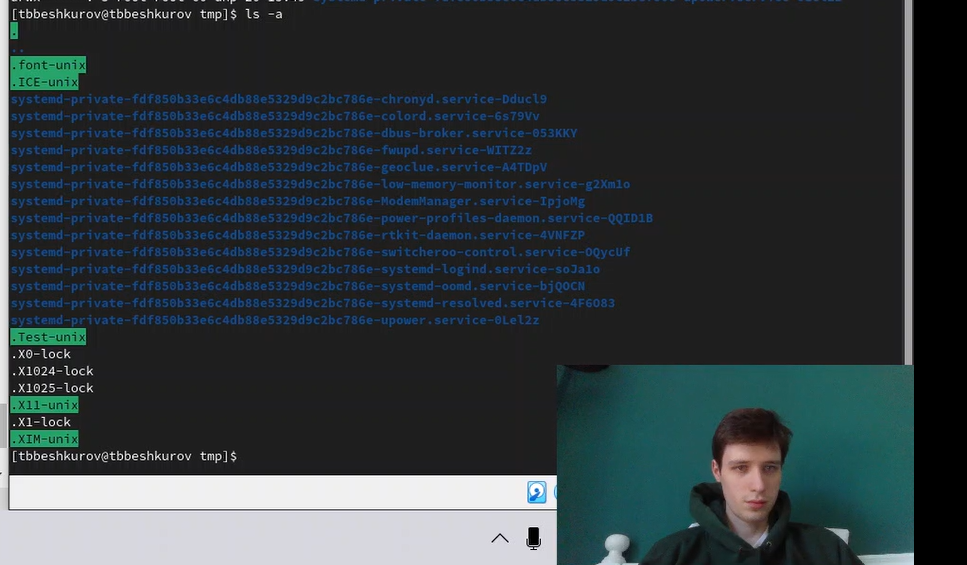 [tbbeshkurov@tbbeshkurov tmp]$ ls -a
.
..
.font-unix
.ICE-unix
systemd-private-fdf850b33e6c4db88e5329d9c2bc786e-chronyd.service-Dducl9
systemd-private-fdf850b33e6c4db88e5329d9c2bc786e-colord.service-Gs79Vv
systemd-private-fdf850b33e6c4db88e5329d9c2bc786e-dbus-broker.service-053KKY
systemd-private-fdf850b33e6c4db88e5329d9c2bc786e-fwupd.service-WITZ2z
systemd-private-fdf850b33e6c4db88e5329d9c2bc786e-geoclue.service-A4TDpV
systemd-private-fdf850b33e6c4db88e5329d9c2bc786e-low-memory-monitor.service-g2Xm1o
systemd-private-fdf850b33e6c4db88e5329d9c2bc786e-ModemManager.service-IpjoMg
systemd-private-fdf850b33e6c4db88e5329d9c2bc786e-power-profiles-daemon.service-QQID1B
systemd-private-fdf850b33e6c4db88e5329d9c2bc786e-rtkit-daemon.service-4VNFZP
systemd-private-fdf850b33e6c4db88e5329d9c2bc786e-switcheroo-control.service-OQycUf
systemd-private-fdf850b33e6c4db88e5329d9c2bc786e-systemd-logind.service-soJa1o
systemd-private-fdf850b33e6c4db88e5329d9c2bc786e-systemd-oomd.service-bjQOCN
systemd-private-fdf850b33e6c4db88e5329d9c2bc786e-systemd-resolved.service-4F6O83
systemd-private-fdf850b33e6c4db88e5329d9c2bc786e-upower.service-0Lel2z
.Test-unix
.X0-lock
.X1024-lock
.X1025-lock
.X11-unix
.X1-lock
.XIM-unix
[tbbeshkurov@tbbeshkurov tmp]$